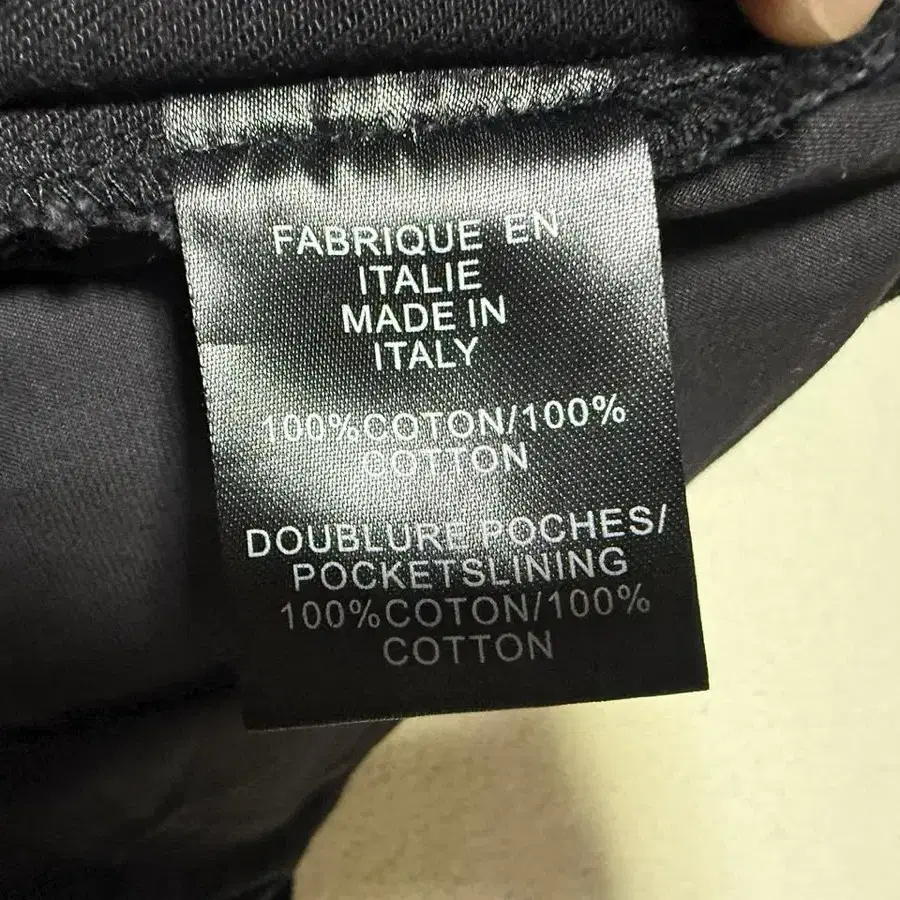 FABRIQUE EN
ITALIE
MADE IN
ITALY
100%COTON/100%
COTTON
DOUBLURE POCHES/
POCKETSLINING
100%COTON/100%
COTTON